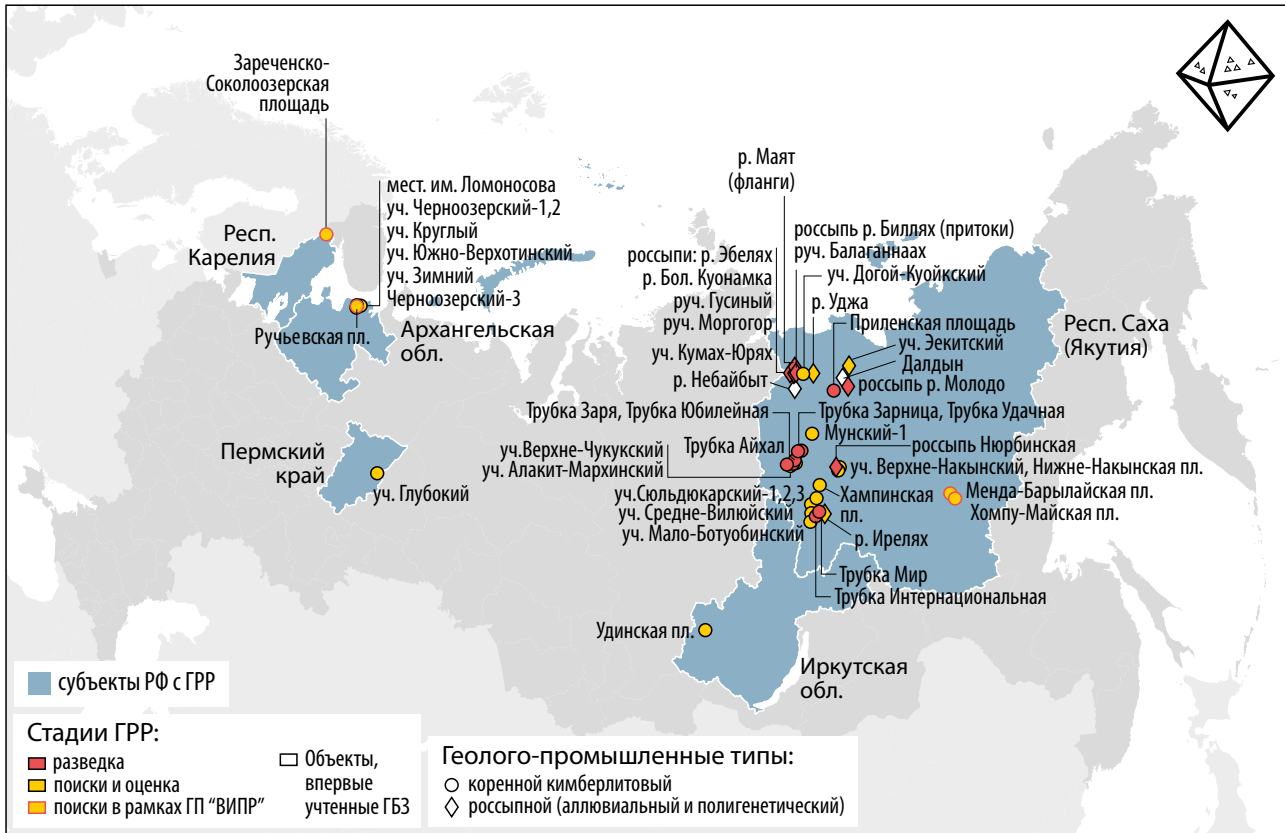 Зареченско-
Соколоозерская
площадь
Респ.
Карелия
мест. им. Ломоносова
уч. Черноозерский-1,2
уч. Круглый
уч. Южно-Верхотинский
уч. Зимний
Черноозерский-3
Ручьевская пл.
Архангельская
обл.
Пермский
край
уч. Глубокий
р. Маят
(фланги)
россыпь р. Биллях (притоки)
руч. Балаганнаах
уч. Догой-Куойкский
р. Уджа
россыпи: р. Эбелях
р. Бол. Куонамка
руч. Гусиный
руч. Моргогор
уч. Кумах-Юрях
р. Небайбыт
Приленская площадь
уч. Эекитский
Далдын
россыпь р. Молодо
Респ. Саха
(Якутия)
Трубка Заря, Трубка Юбилейная
Трубка Зарница, Трубка Удачная
Трубка Айхал
Мунский-1
уч.Верхне-Чукукский
уч. Алакит-Мархинский
россыпь Нюрбинская
уч. Верхне-Накынский, Нижне-Накынская пл.
уч.Сюльдюкарский-1,2,3
уч. Средне-Вилюйский
уч. Мало-Ботуобинский
Хампинская
пл.
Менда-Барылайская пл.
Хомпу-Майская пл.
р. Ирелях
Трубка Мир
Трубка Интернациональная
Удинская пл.
Иркутская
обл.
субъекты РФ с ГРР
Стадии ГРР:
разведка
поиски и оценка
поиски в рамках ГП "ВИПР"
Объекты,
впервые
учтенные ГБЗ
Геолого-промышленные типы:
коренной кимберлитовый
россыпной (аллювиальный и полигенетический)